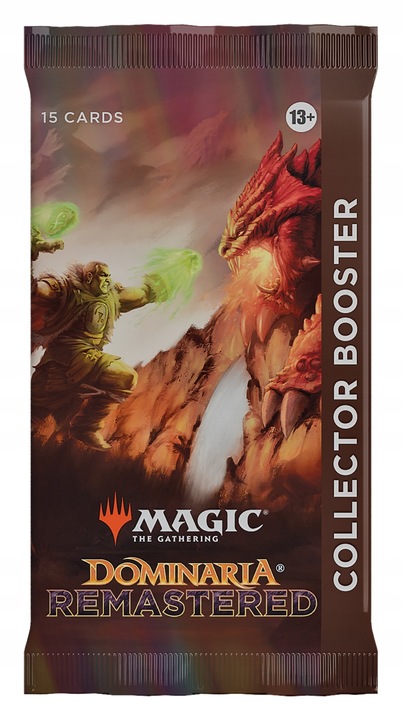 15 CARDS
13+
COLLECTOR BOOSTER
MAGIC®
THE GATHERING
DOMINARIA®
REMASTERED